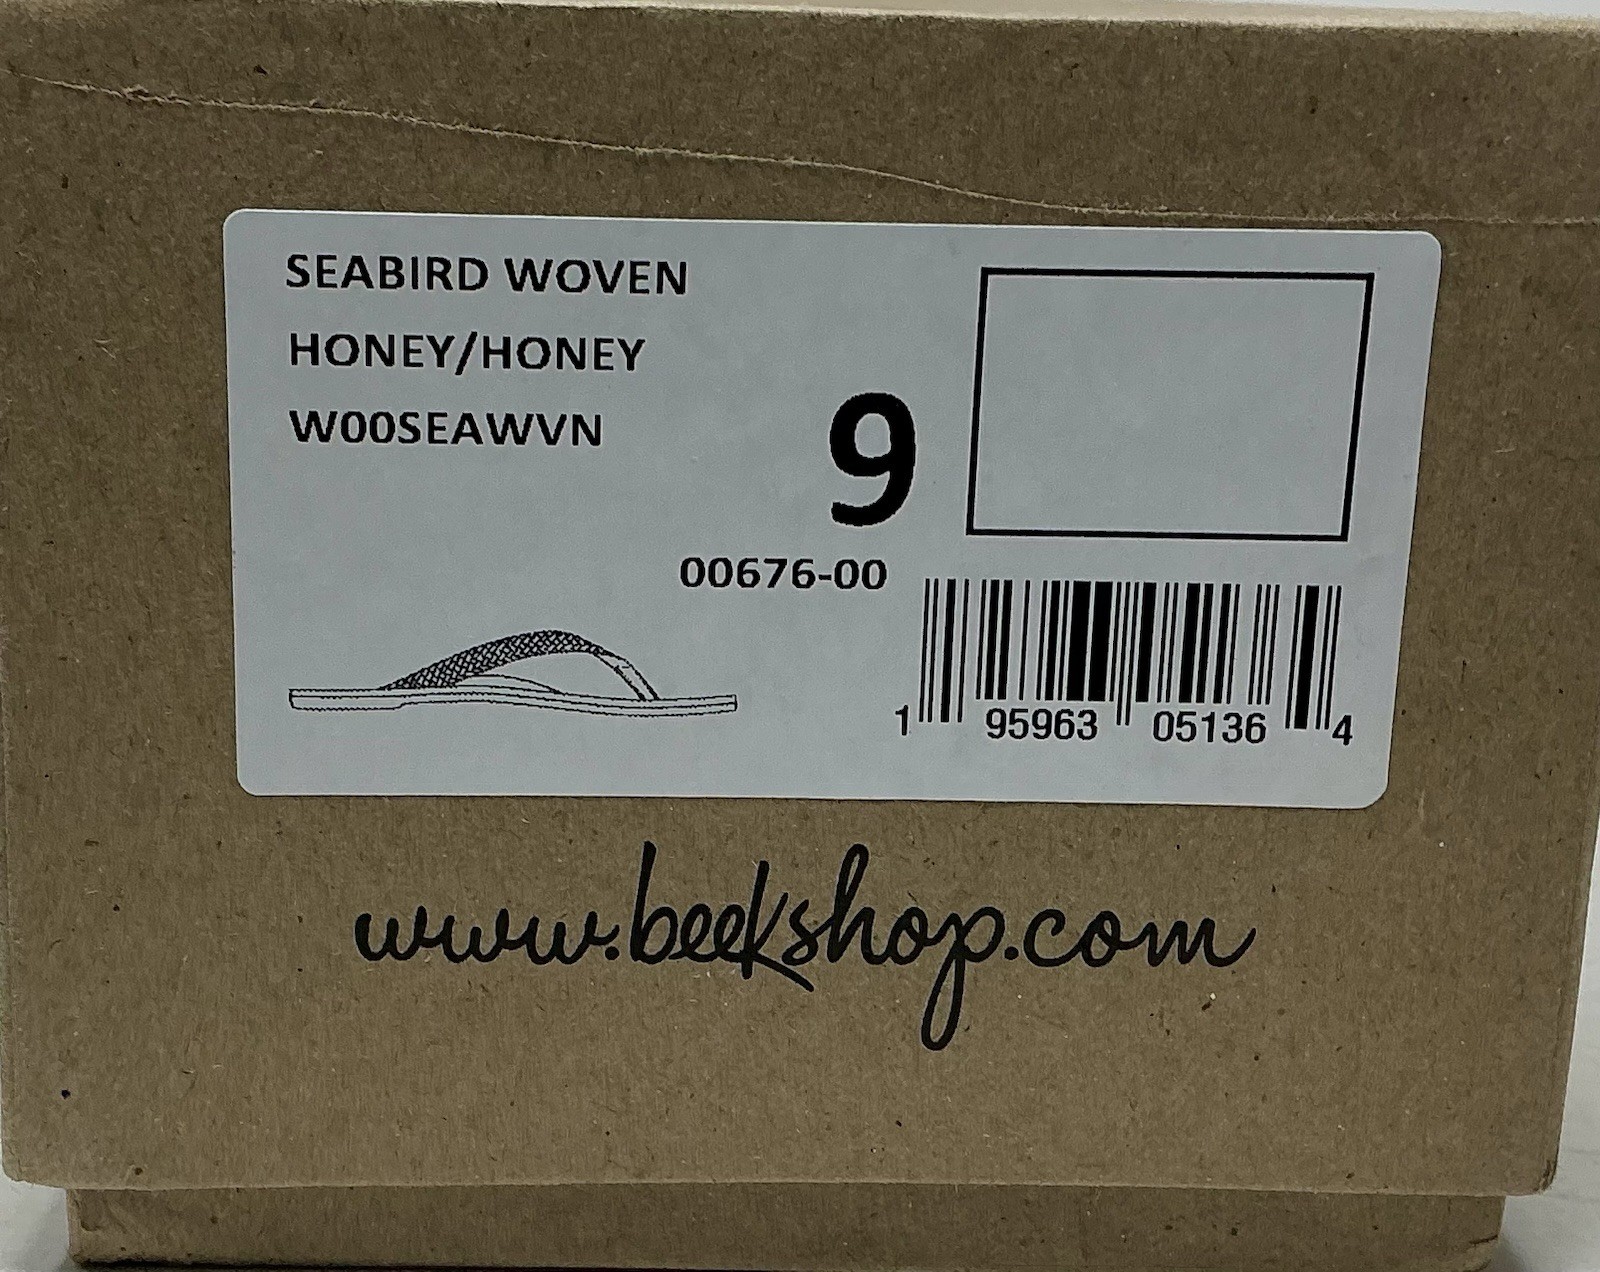 SEABIRD WOVEN
HONEY/HONEY
W00SEAWVN
9
00676-00
1 95963 05136 4
www.beekshop.com